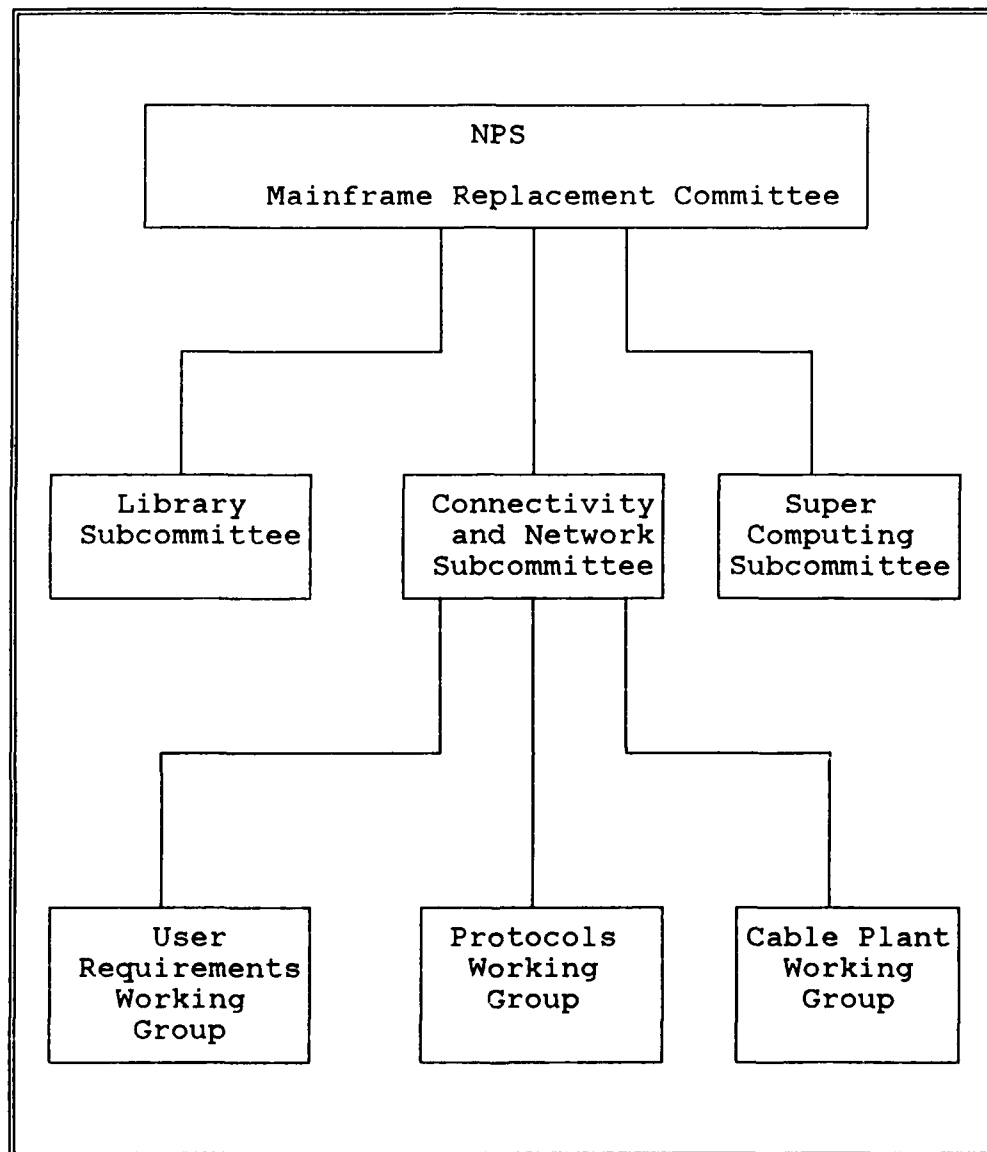 NPS
Mainframe Replacement Committee
Library
Subcommittee
Connectivity
and Network
Subcommittee
Super
Computing
Subcommittee
User
Requirements
Working
Group
Protocols
Working
Group
Cable Plant
Working
Group